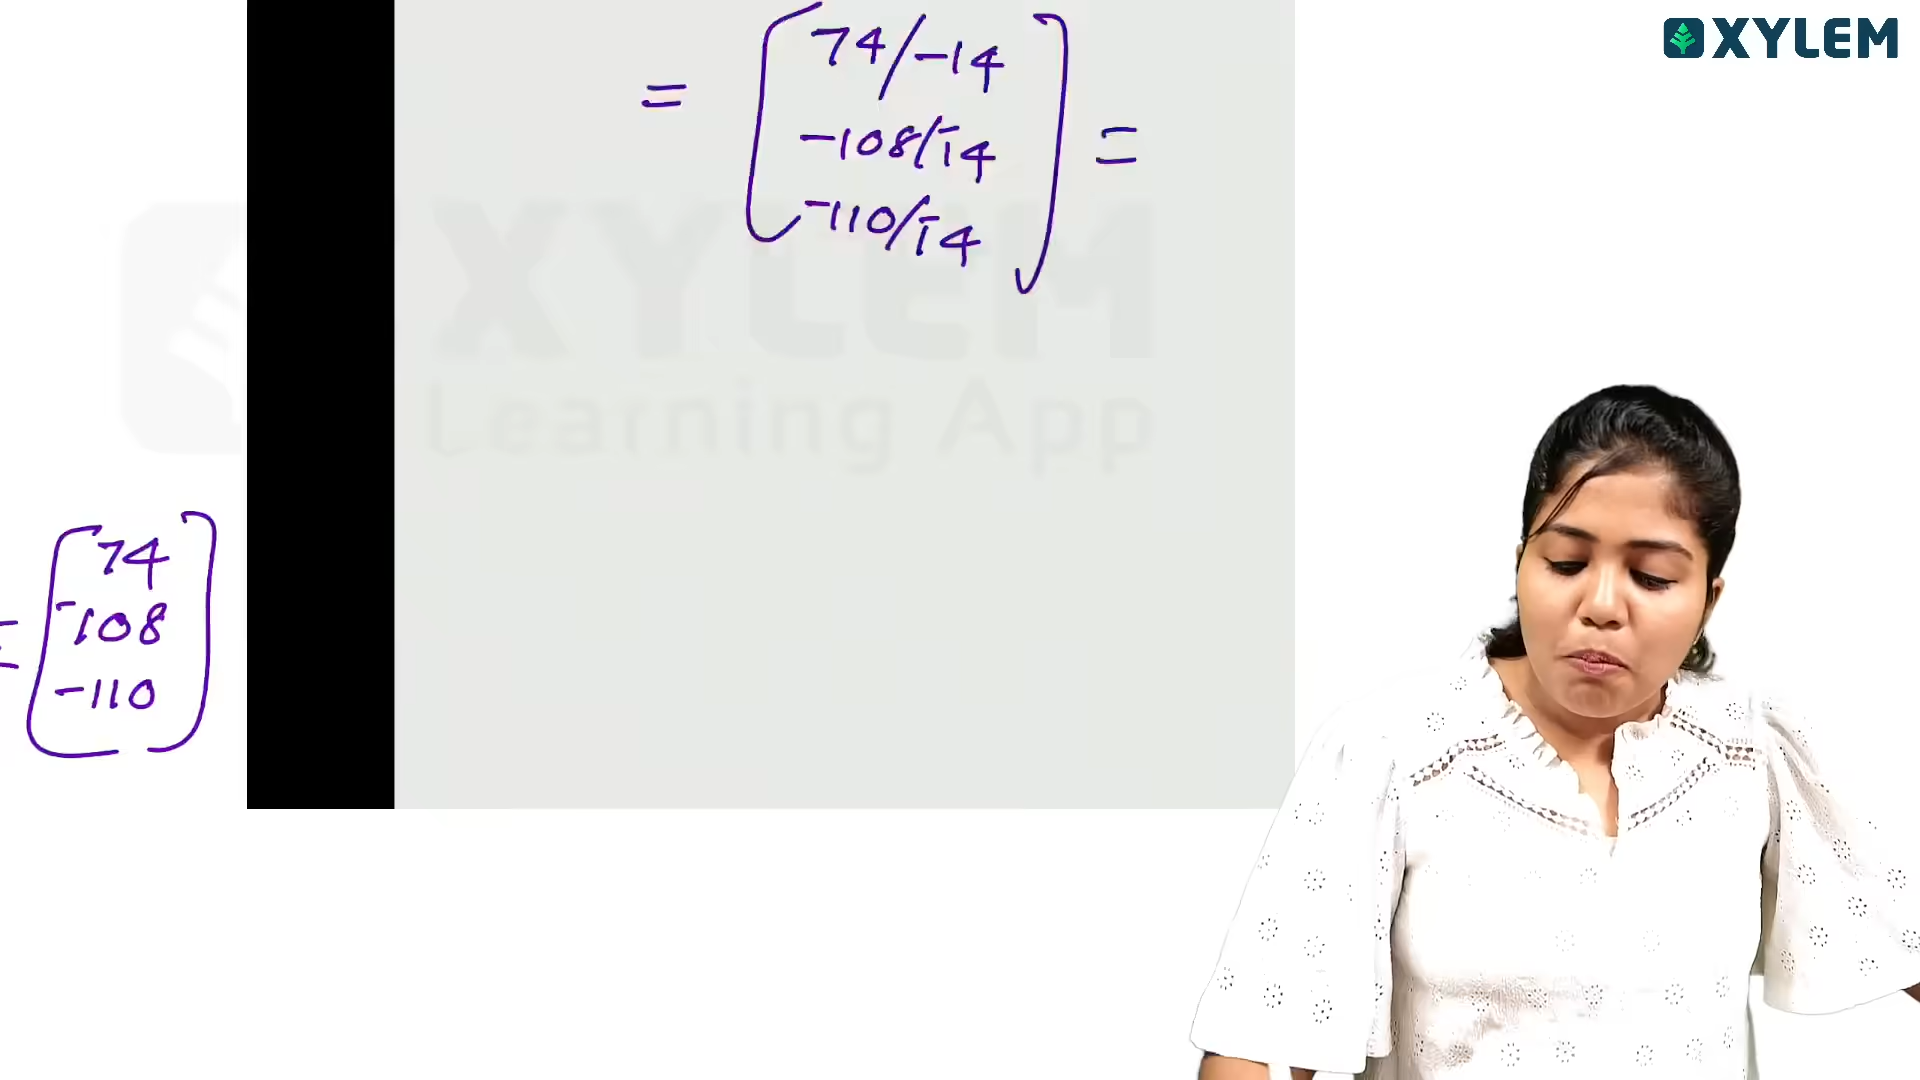 XYLEM
= [ 74/-14
-108/-14
-110/-14 ] =
XYLEM
Learning App
= [ 74
-108
-110 ]